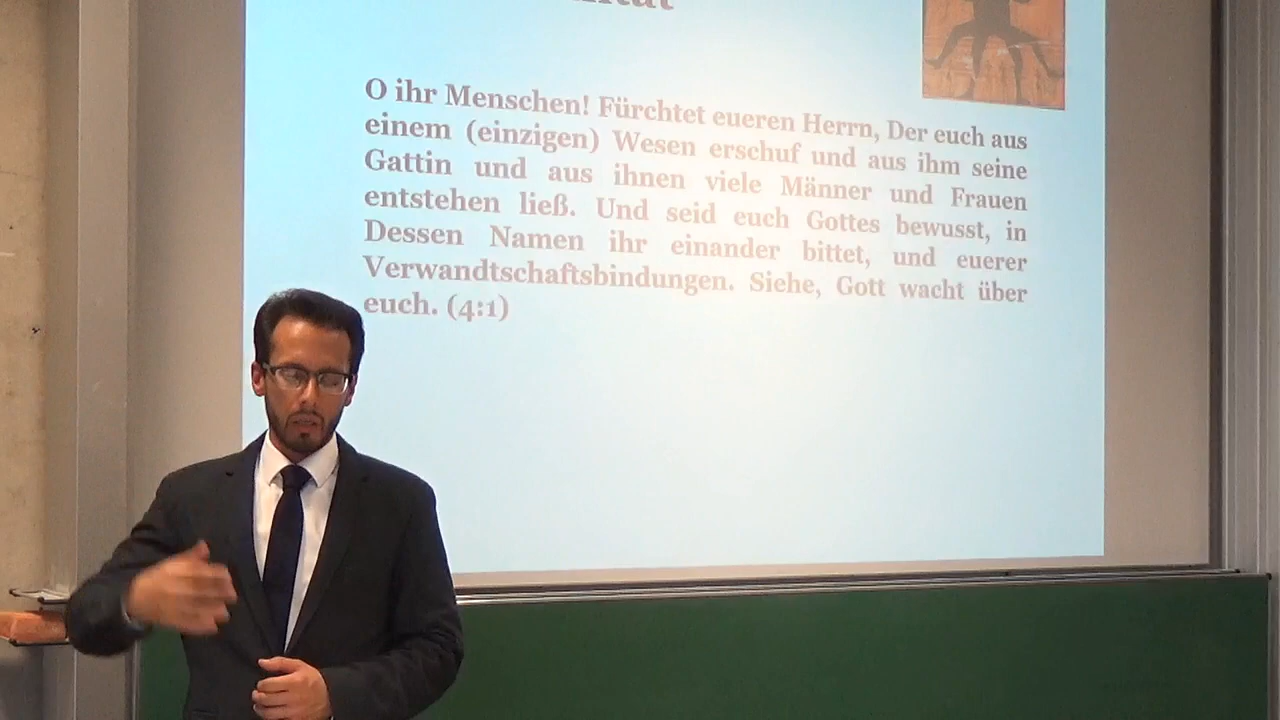 O ihr Menschen! Fürchtet eueren Herrn, Der euch aus
einem (einzigen) Wesen erschuf und aus ihm seine
Gattin und aus ihnen viele Männer und Frauen
entstehen ließ. Und seid euch Gottes bewusst, in
Dessen Namen ihr einander bittet, und euerer
Verwandtschaftsbindungen. Siehe, Gott wacht über
euch. (4:1)